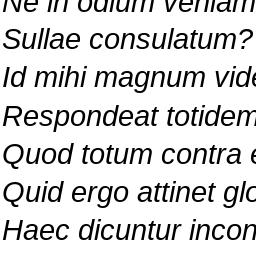 Ne in odium veniam
Sullae consulatum?
Id mihi magnum vide
Respondeat totidem
Quod totum contra e
Quid ergo attinet glo
Haec dicuntur incon